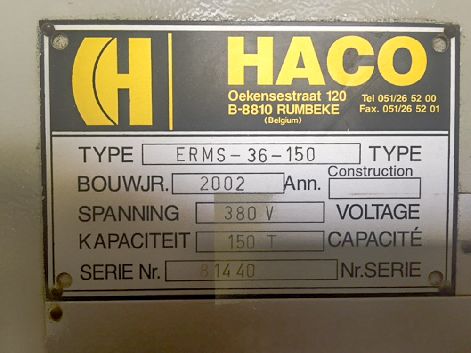 H HACO
Oekensestraat 120 Tel 051/26 52 00
B-8810 RUMBEKE Fax. 051/26 52 01
(Belgium)
TYPE ERMS-36-150 TYPE
BOUWJR. 2002 Ann. Construction
SPANNING 380 V VOLTAGE
KAPACITEIT 150 T CAPACITÉ
SERIE Nr. 81440 Nr. SERIE